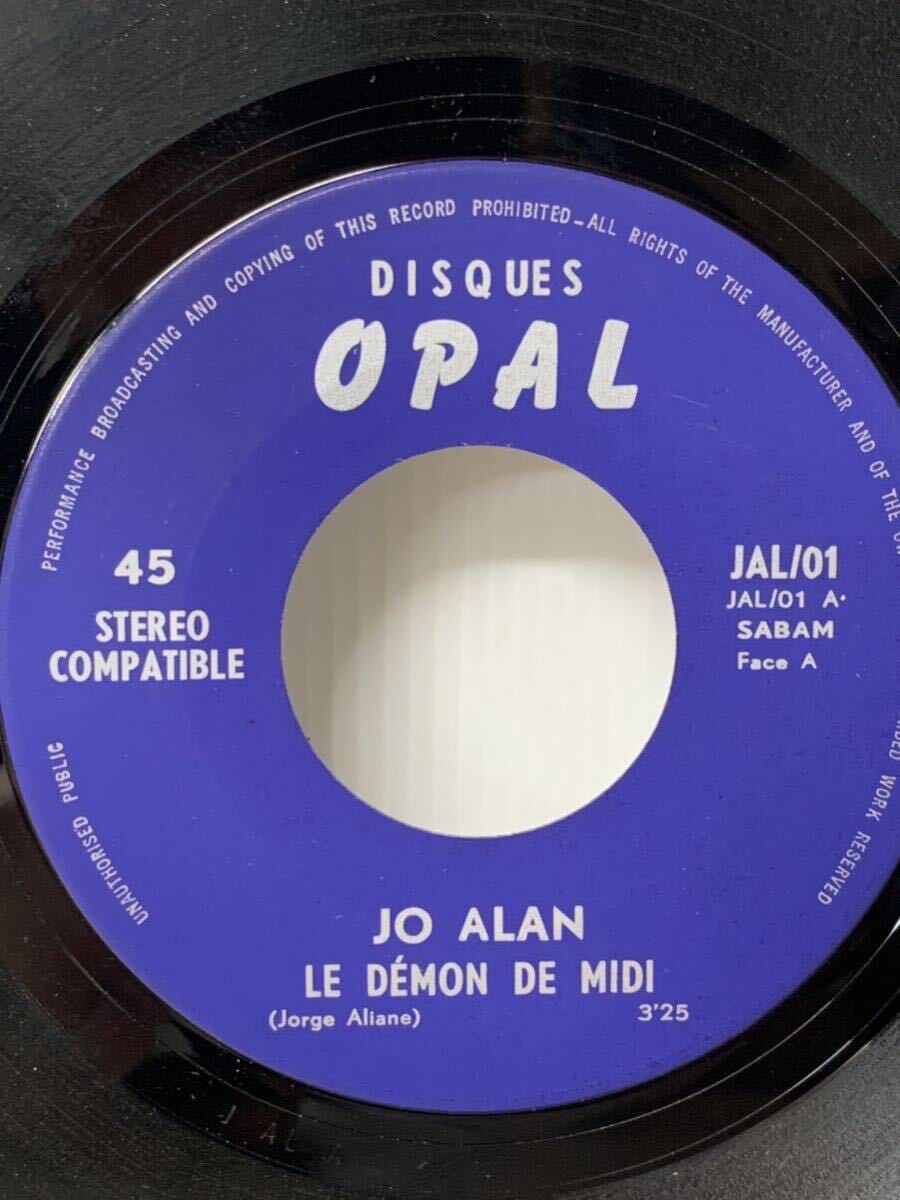 PERFORMANCE BROADCASTING AND COPYING OF THIS RECORD PROHIBITED_ALL RIGHTS OF THE MANUFACTURER AND OF THE
WORK RESERVED
UNAUTHORISED PUBLIC
DISQUES
OPAL
45
STEREO
COMPATIBLE
JAL/01
JAL/01 A•
SABAM
Face A
JO ALAN
LE DÉMON DE MIDI
(Jorge Aliane) 3'25